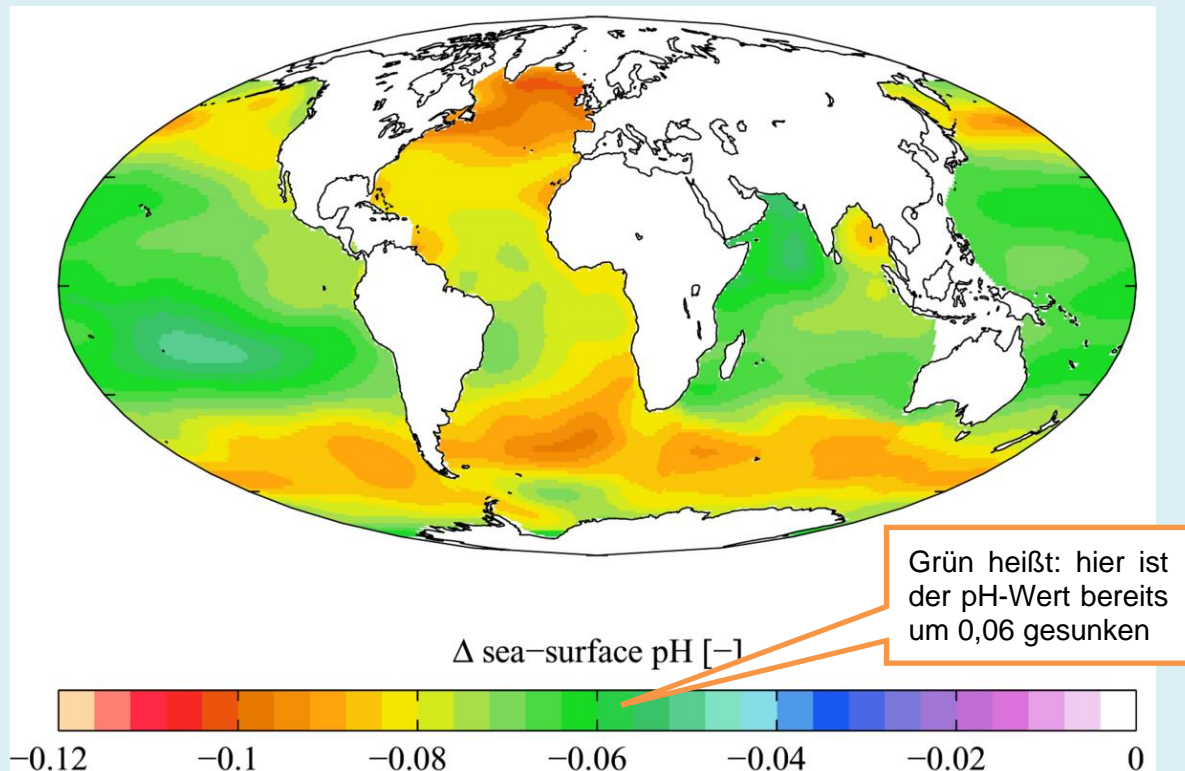 Grün heißt: hier ist
der pH-Wert bereits
um 0,06 gesunken
Δ sea−surface pH [−]
−0.12 −0.1 −0.08 −0.06 −0.04 −0.02 0